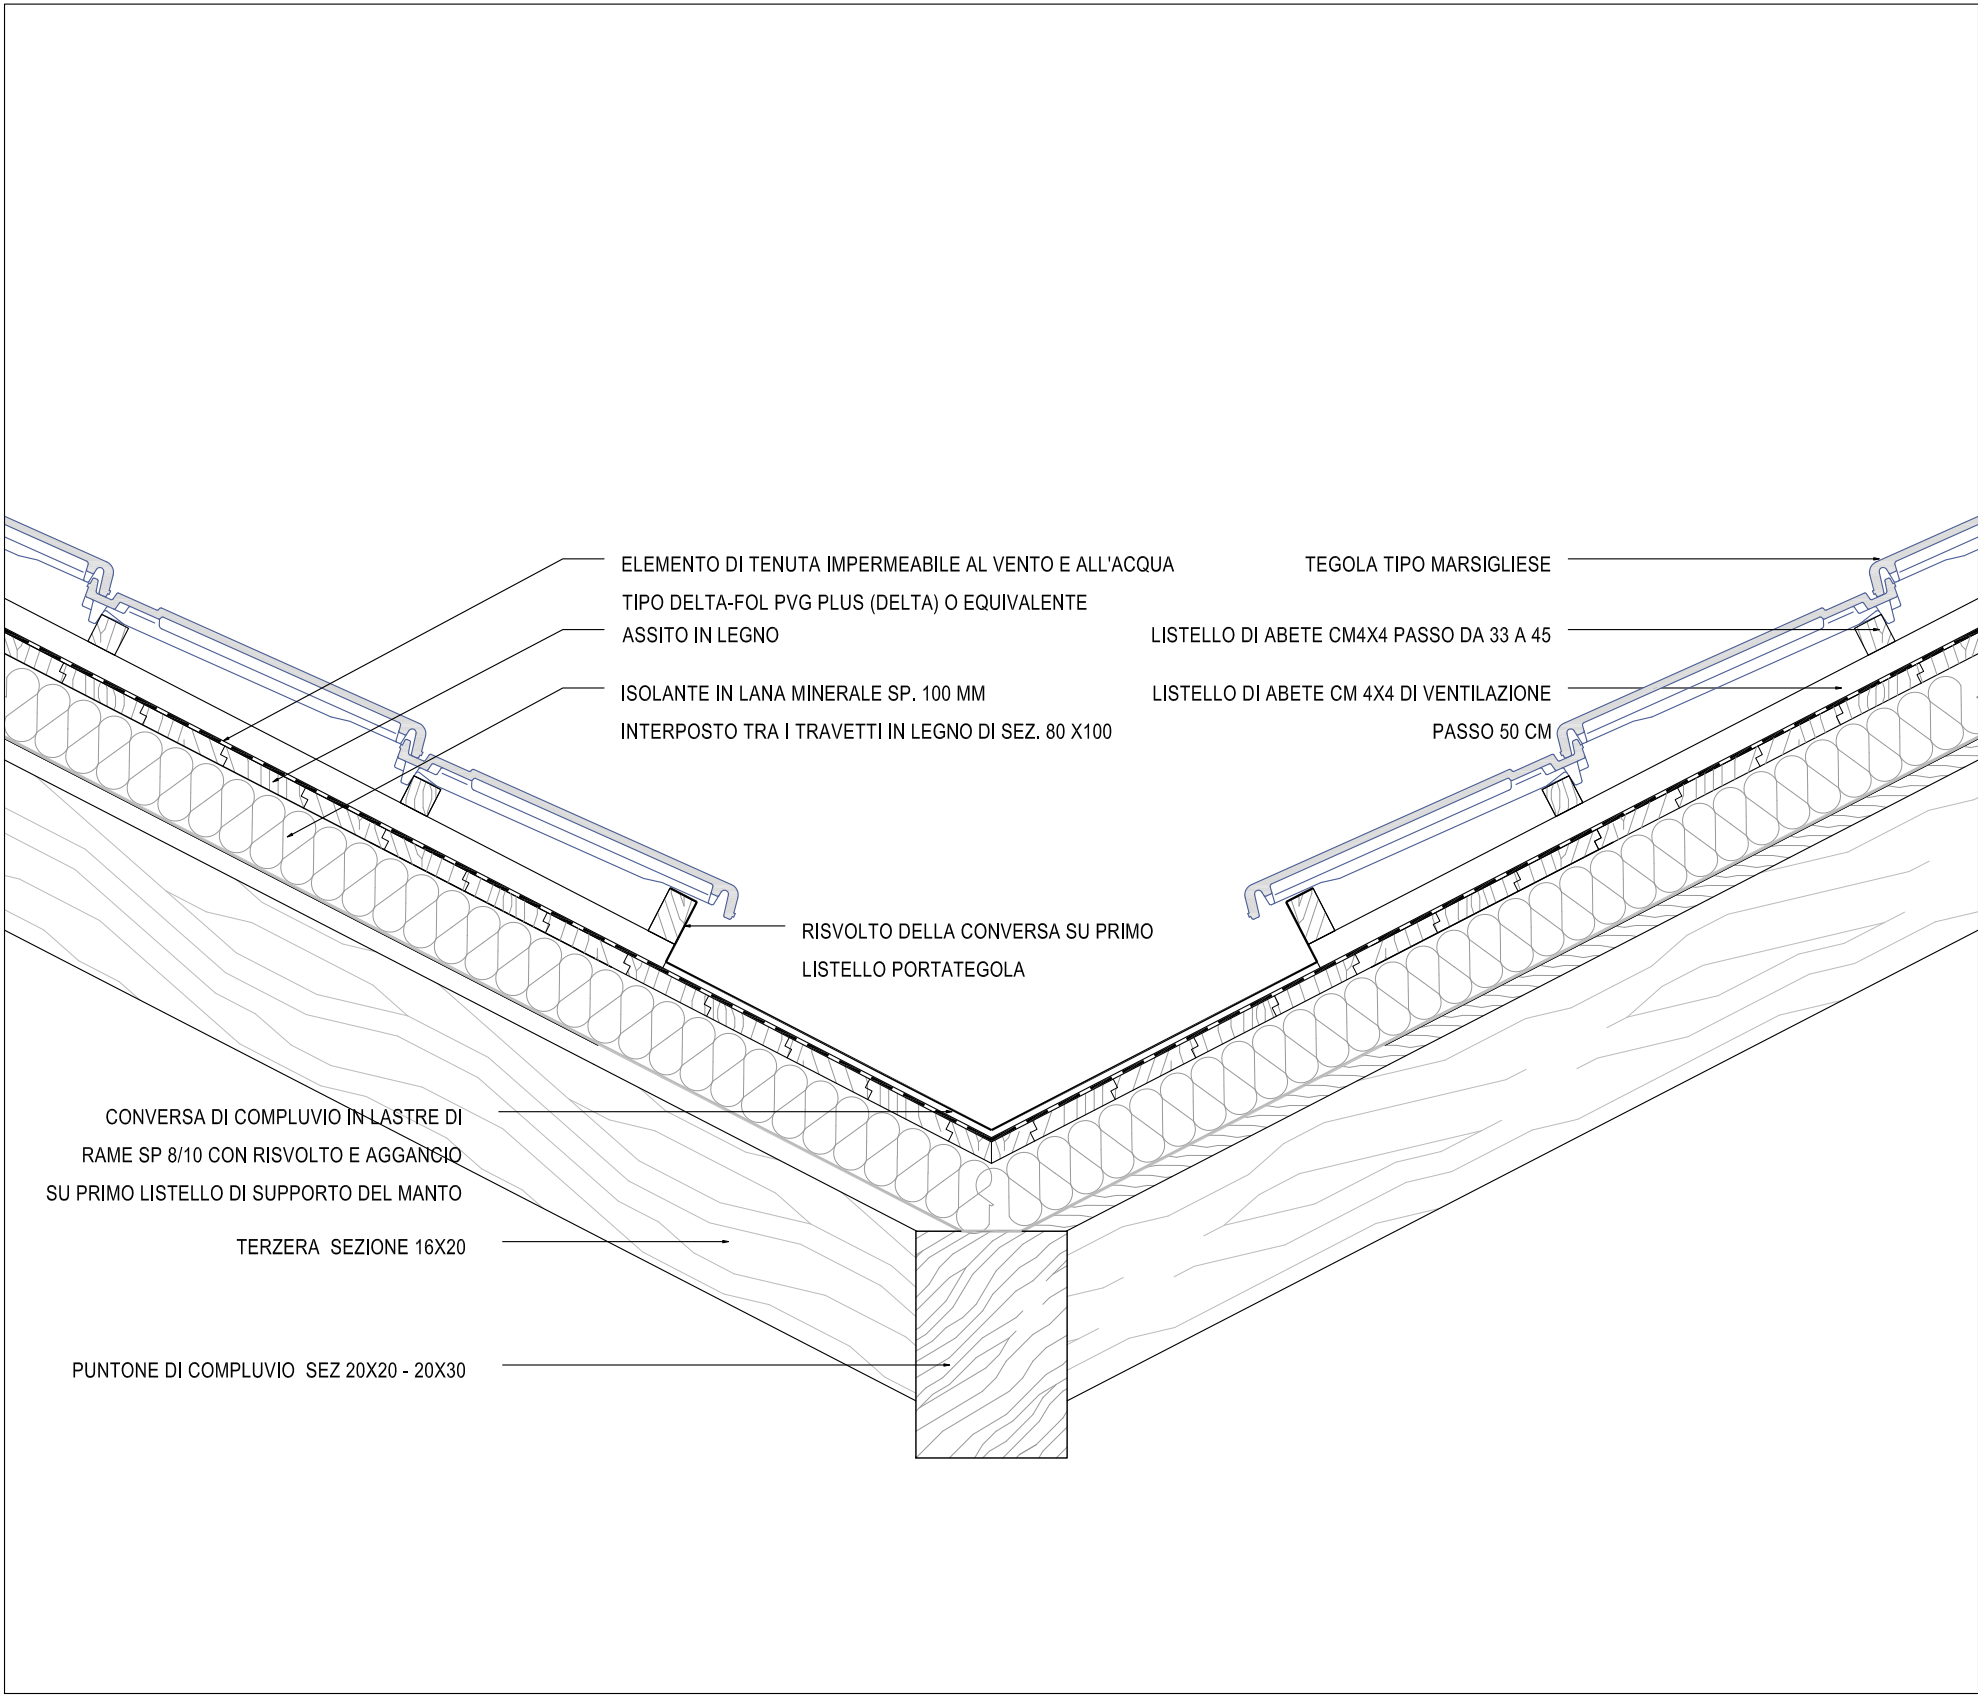 ELEMENTO DI TENUTA IMPERMEABILE AL VENTO E ALL'ACQUA
TIPO DELTA-FOL PVG PLUS (DELTA) O EQUIVALENTE
ASSITO IN LEGNO
ISOLANTE IN LANA MINERALE SP. 100 MM
INTERPOSTO TRA I TRAVETTI IN LEGNO DI SEZ. 80 X100
TEGOLA TIPO MARSIGLIESE
LISTELLO DI ABETE CM4X4 PASSO DA 33 A 45
LISTELLO DI ABETE CM 4X4 DI VENTILAZIONE
PASSO 50 CM
RISVOLTO DELLA CONVERSA SU PRIMO
LISTELLO PORTATEGOLA
CONVERSA DI COMPLUVIO IN LASTRE DI
RAME SP 8/10 CON RISVOLTO E AGGANCIO
SU PRIMO LISTELLO DI SUPPORTO DEL MANTO
TERZERA SEZIONE 16X20
PUNTONE DI COMPLUVIO SEZ 20X20 - 20X30